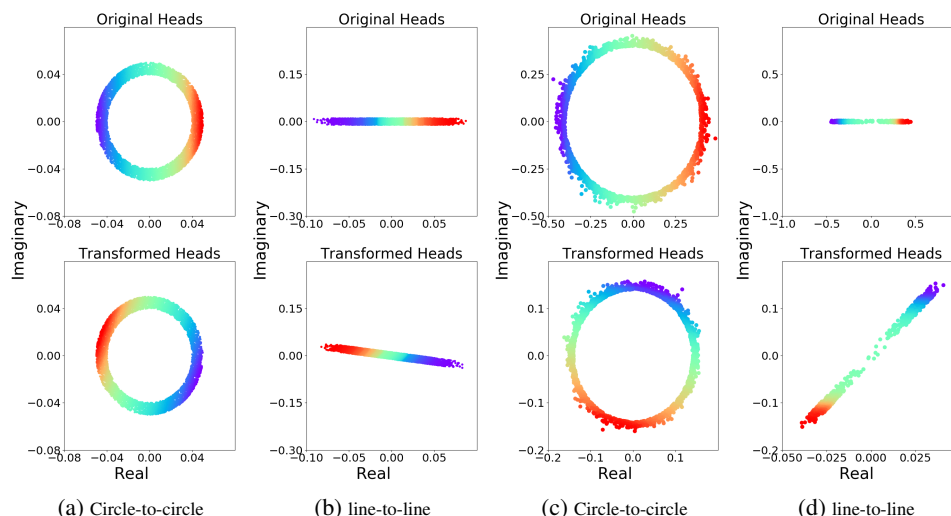 Original Heads
Original Heads
Original Heads
Original Heads
0.04
0.00
−0.04
−0.08
−0.08 −0.04 0.00 0.04
0.15
0.00
−0.15
−0.30
−0.10 −0.05 0.00 0.05
0.25
0.00
−0.25
−0.50
−0.50 −0.25 0.00 0.25
0.5
0.0
−0.5
−1.0
−1.0 −0.5 0.0 0.5
Imaginary
Imaginary
Transformed Heads
Transformed Heads
Transformed Heads
Transformed Heads
0.04
0.00
−0.04
−0.08
−0.08 −0.04 0.00 0.04
0.15
0.00
−0.15
−0.30
−0.10 −0.05 0.00 0.05
0.1
0.0
−0.1
−0.2
−0.2 −0.1 0.0 0.1
0.1
0.0
−0.1
−0.2
−0.050 −0.025 0.000 0.025
Imaginary
Imaginary
Real
Real
Real
Real
(a) Circle-to-circle
(b) line-to-line
(c) Circle-to-circle
(d) line-to-line